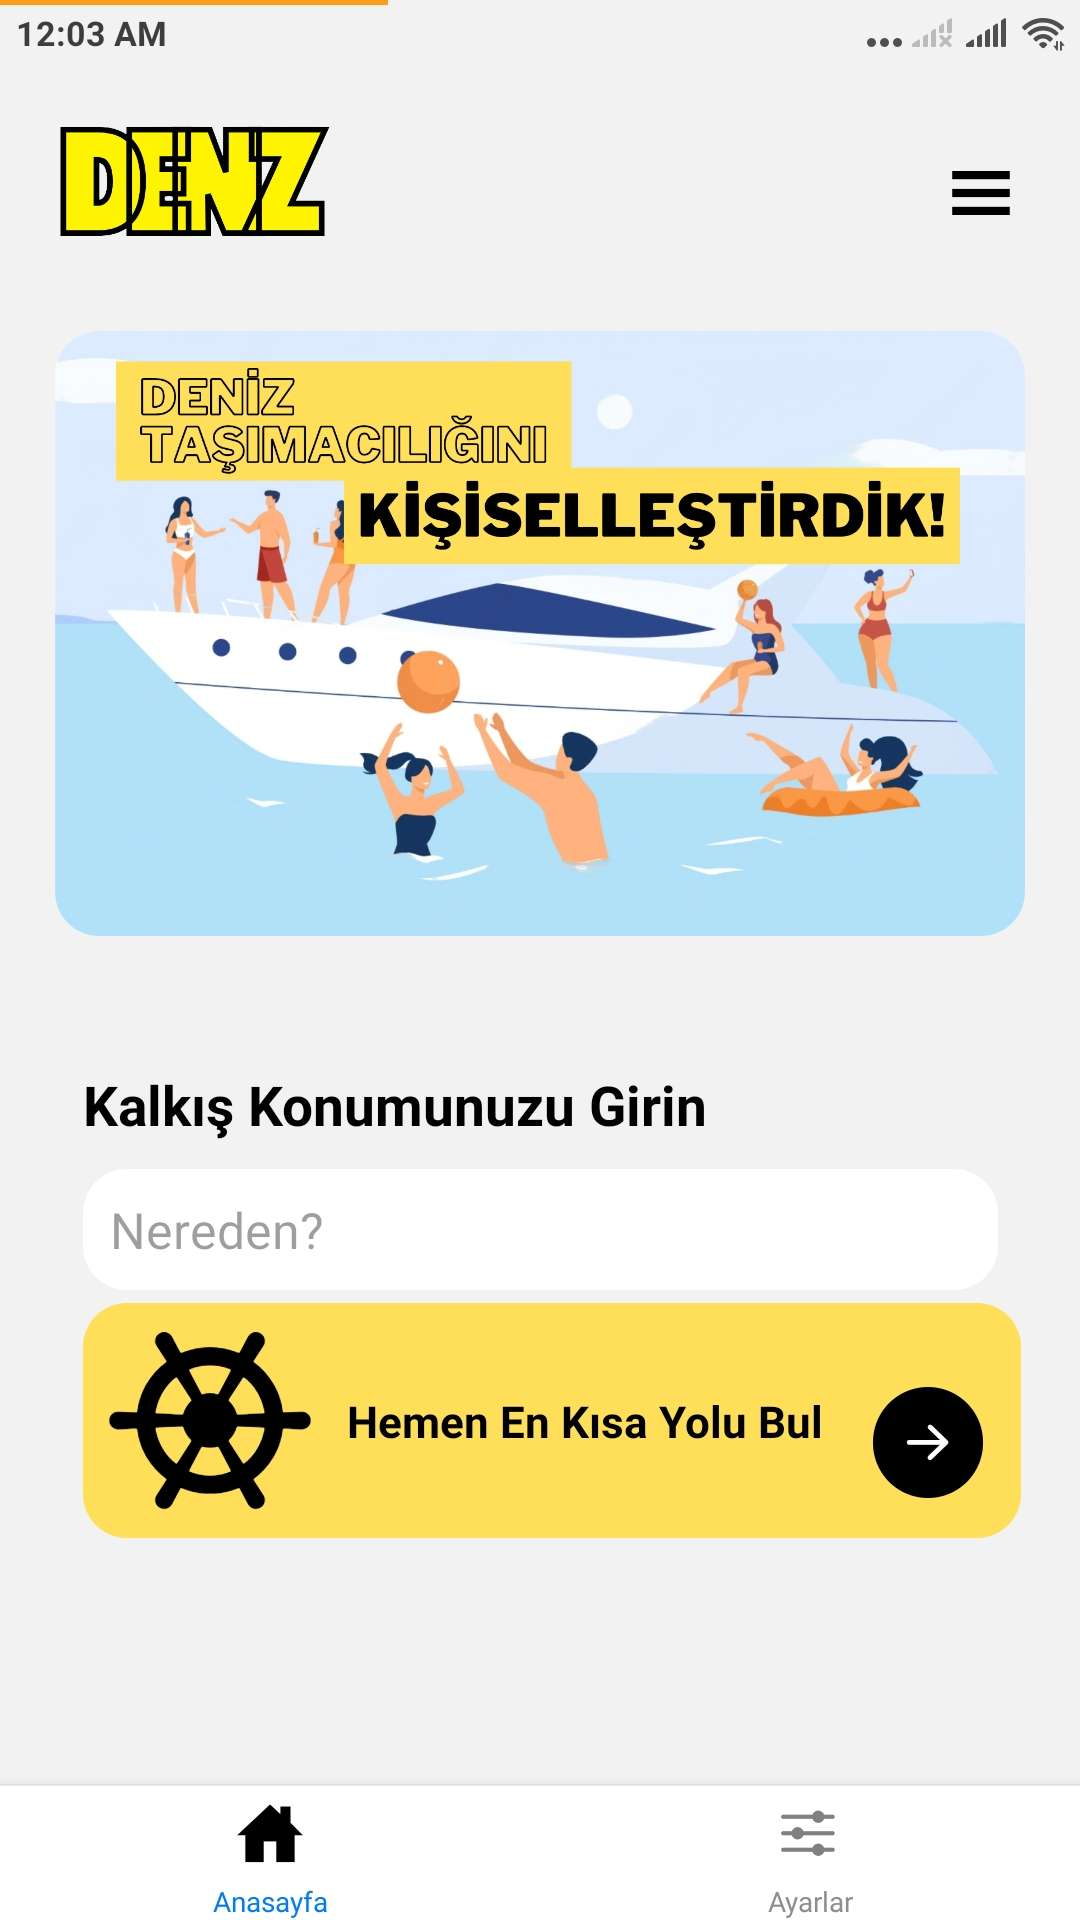 12:03 AM
DENZ
DENİZ
TAŞIMACILIĞINI
KİŞİSELLEŞTİRDİK!
Kalkış Konumunuzu Girin
Nereden?
Hemen En Kısa Yolu Bul
Anasayfa
Ayarlar